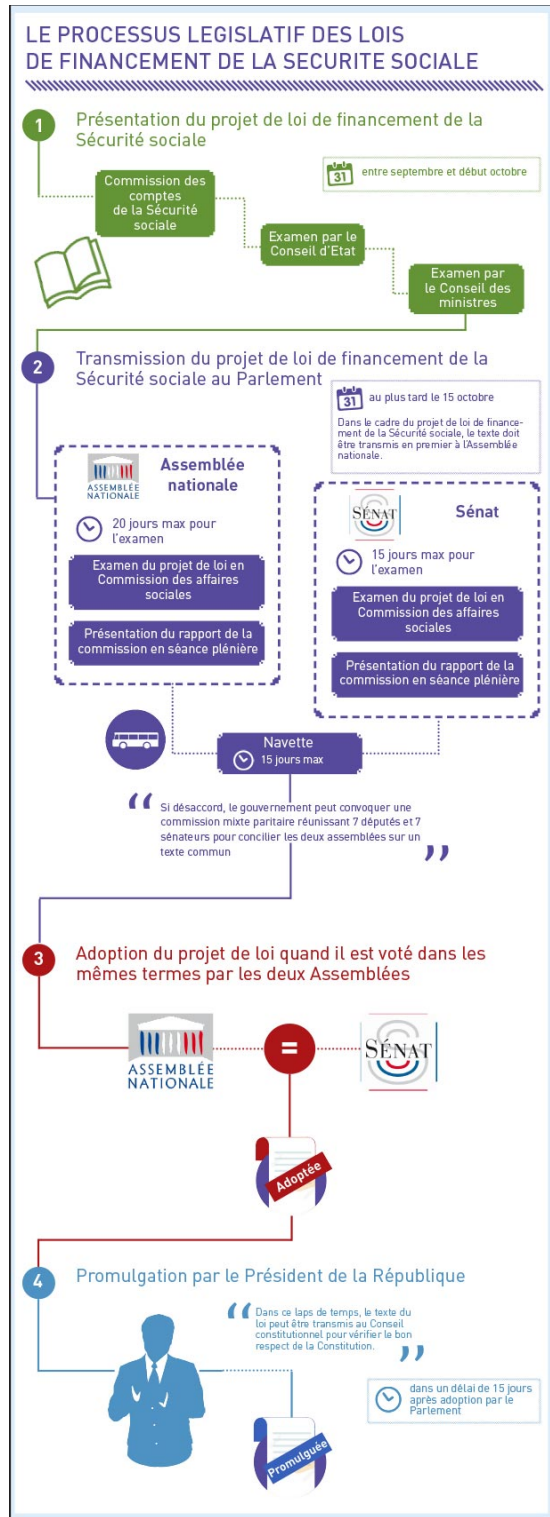 LE PROCESSUS LEGISLATIF DES LOIS
DE FINANCEMENT DE LA SECURITE SOCIALE
1
Présentation du projet de loi de financement de la
Sécurité sociale
31
entre septembre et début octobre
Commission des
comptes
de la Sécurité
sociale
Examen par le
Conseil d'Etat
Examen par
le Conseil des
ministres
2
Transmission du projet de loi de financement de la
Sécurité sociale au Parlement
31
au plus tard le 15 octobre
Dans le cadre du projet de loi de finance-
ment de la Sécurité sociale, le texte doit
être transmis en premier à l'Assemblée
nationale.
ASSEMBLÉE
NATIONALE
Assemblée
nationale
20 jours max pour
l'examen
Examen du projet de loi en
Commission des affaires
sociales
Présentation du rapport de la
commission en séance plénière
SÉNAT
Sénat
15 jours max pour
l'examen
Examen du projet de loi en
Commission des affaires
sociales
Présentation du rapport de la
commission en séance plénière
Navette
15 jours max
“ Si désaccord, le gouvernement peut convoquer une
commission mixte paritaire réunissant 7 députés et 7
sénateurs pour concilier les deux assemblées sur un
texte commun ”
3
Adoption du projet de loi quand il est voté dans les
mêmes termes par les deux Assemblées
ASSEMBLÉE
NATIONALE
=
SÉNAT
Adoptée
4
Promulgation par le Président de la République
“ Dans ce laps de temps, le texte du
loi peut être transmis au Conseil
constitutionnel pour vérifier le bon
respect de la Constitution. ”
dans un délai de 15 jours
après adoption par le
Parlement
Promulguée